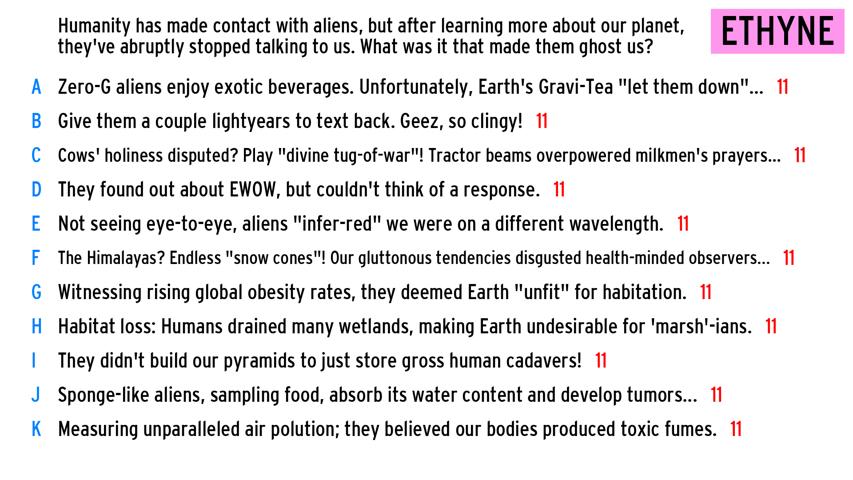 Humanity has made contact with aliens, but after learning more about our planet,
they've abruptly stopped talking to us. What was it that made them ghost us?
ETHYNE
A Zero-G aliens enjoy exotic beverages. Unfortunately, Earth's Gravi-Tea "let them down"... 11
B Give them a couple lightyears to text back. Geez, so clingy! 11
C Cows' holiness disputed? Play "divine tug-of-war"! Tractor beams overpowered milkmen's prayers... 11
D They found out about EWOW, but couldn't think of a response. 11
E Not seeing eye-to-eye, aliens "infer-red" we were on a different wavelength. 11
F The Himalayas? Endless "snow cones"! Our gluttonous tendencies disgusted health-minded observers... 11
G Witnessing rising global obesity rates, they deemed Earth "unfit" for habitation. 11
H Habitat loss: Humans drained many wetlands, making Earth undesirable for 'marsh'-ians. 11
I They didn't build our pyramids to just store gross human cadavers! 11
J Sponge-like aliens, sampling food, absorb its water content and develop tumors... 11
K Measuring unparalleled air polution; they believed our bodies produced toxic fumes. 11